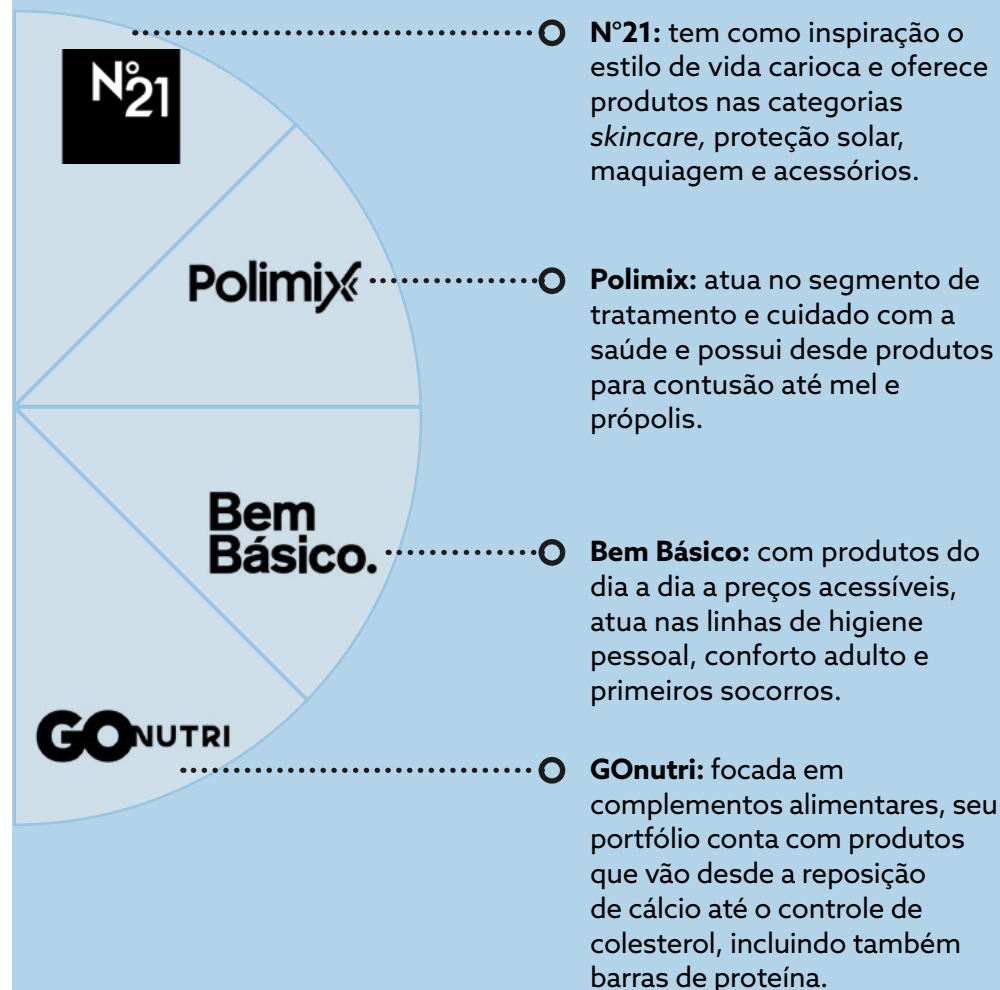 N°21
N°21: tem como inspiração o
estilo de vida carioca e oferece
produtos nas categorias
skincare, proteção solar,
maquiagem e acessórios.
Polimix
Polimix: atua no segmento de
tratamento e cuidado com a
saúde e possui desde produtos
para contusão até mel e
própolis.
Bem
Básico.
Bem Básico: com produtos do
dia a dia a preços acessíveis,
atua nas linhas de higiene
pessoal, conforto adulto e
primeiros socorros.
GONUTRI
GOnutri: focada em
complementos alimentares, seu
portfólio conta com produtos
que vão desde a reposição
de cálcio até o controle de
colesterol, incluindo também
barras de proteína.